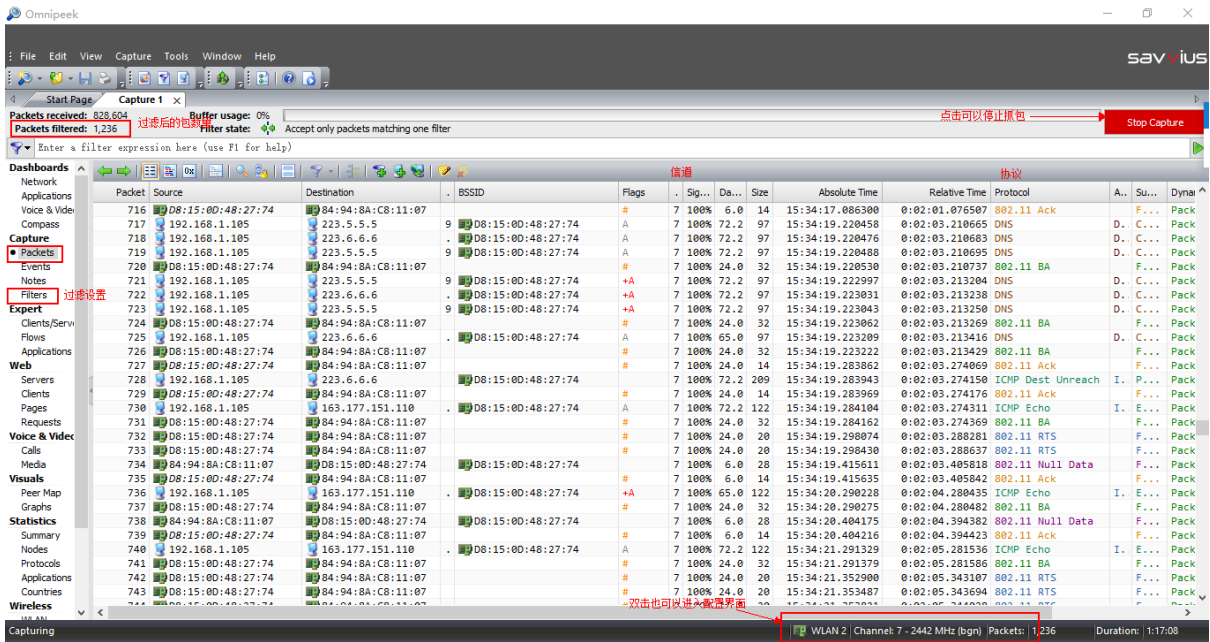 Omnipeek
File Edit View Capture Tools Window Help
savvius
Start Page Capture 1
Packets received: 828,604 Buffer usage: 0%
Packets filtered: 1,236 过滤后的包数量 Filter state: Accept only packets matching one filter
点击可以停止抓包
Stop Capture
Enter a filter expression here (use F1 for help)
Dashboards
Network
Applications
Voice & Vide
Compass
Capture
Packets
Events
Notes
Filters 过滤设置
Expert
Clients/Serv
Flows
Applications
Web
Servers
Clients
Pages
Requests
Voice & Videc
Calls
Media
Visuals
Peer Map
Graphs
Statistics
Summary
Nodes
Protocols
Applications
Countries
Wireless
信道 协议
Packet Source Destination . BSSID Flags . Sig... Da... Size Absolute Time Relative Time Protocol A.. Su... Dynar
716 D8:15:0D:48:27:74 84:94:8A:C8:11:07 # 7 100% 6.0 14 15:34:17.086300 0:02:01.076507 802.11 Ack F... Pack
717 192.168.1.105 223.5.5.5 9 D8:15:0D:48:27:74 A 7 100% 72.2 97 15:34:19.220458 0:02:03.210665 DNS D.. C... Pack
718 192.168.1.105 223.6.6.6 . D8:15:0D:48:27:74 A 7 100% 72.2 97 15:34:19.220476 0:02:03.210683 DNS D.. C... Pack
719 192.168.1.105 223.5.5.5 9 D8:15:0D:48:27:74 A 7 100% 72.2 97 15:34:19.220488 0:02:03.210695 DNS D.. C... Pack
720 D8:15:0D:48:27:74 84:94:8A:C8:11:07 # 7 100% 24.0 32 15:34:19.220530 0:02:03.210737 802.11 BA F... Pack
721 192.168.1.105 223.5.5.5 9 D8:15:0D:48:27:74 +A 7 100% 72.2 97 15:34:19.222997 0:02:03.213204 DNS D.. C... Pack
722 192.168.1.105 223.6.6.6 . D8:15:0D:48:27:74 +A 7 100% 72.2 97 15:34:19.223031 0:02:03.213238 DNS D.. C... Pack
723 192.168.1.105 223.5.5.5 9 D8:15:0D:48:27:74 +A 7 100% 72.2 97 15:34:19.223043 0:02:03.213250 DNS D.. C... Pack
724 D8:15:0D:48:27:74 84:94:8A:C8:11:07 # 7 100% 24.0 32 15:34:19.223062 0:02:03.213269 802.11 BA F... Pack
725 192.168.1.105 223.6.6.6 . D8:15:0D:48:27:74 A 7 100% 65.0 97 15:34:19.223209 0:02:03.213416 DNS D.. C... Pack
726 D8:15:0D:48:27:74 84:94:8A:C8:11:07 # 7 100% 24.0 32 15:34:19.223222 0:02:03.213429 802.11 BA F... Pack
727 D8:15:0D:48:27:74 84:94:8A:C8:11:07 # 7 100% 24.0 14 15:34:19.283862 0:02:03.274069 802.11 Ack F... Pack
728 192.168.1.105 223.6.6.6 D8:15:0D:48:27:74 7 100% 72.2 209 15:34:19.283943 0:02:03.274150 ICMP Dest Unreach I.. P... Pack
729 D8:15:0D:48:27:74 84:94:8A:C8:11:07 # 7 100% 24.0 14 15:34:19.283969 0:02:03.274176 802.11 Ack F... Pack
730 192.168.1.105 163.177.151.110 . D8:15:0D:48:27:74 A 7 100% 72.2 122 15:34:19.284104 0:02:03.274311 ICMP Echo I.. E... Pack
731 D8:15:0D:48:27:74 84:94:8A:C8:11:07 # 7 100% 24.0 32 15:34:19.284162 0:02:03.274369 802.11 BA F... Pack
732 D8:15:0D:48:27:74 84:94:8A:C8:11:07 # 7 100% 24.0 20 15:34:19.298074 0:02:03.288281 802.11 RTS F... Pack
733 D8:15:0D:48:27:74 84:94:8A:C8:11:07 # 7 100% 24.0 20 15:34:19.298430 0:02:03.288637 802.11 RTS F... Pack
734 84:94:8A:C8:11:07 D8:15:0D:48:27:74 D8:15:0D:48:27:74 7 100% 6.0 28 15:34:19.415611 0:02:03.405818 802.11 Null Data F... Pack
735 D8:15:0D:48:27:74 84:94:8A:C8:11:07 # 7 100% 6.0 14 15:34:19.415635 0:02:03.405842 802.11 Ack F... Pack
736 192.168.1.105 163.177.151.110 . D8:15:0D:48:27:74 +A 7 100% 65.0 122 15:34:20.290228 0:02:04.280435 ICMP Echo I.. E... Pack
737 D8:15:0D:48:27:74 84:94:8A:C8:11:07 # 7 100% 24.0 32 15:34:20.290275 0:02:04.280482 802.11 BA F... Pack
738 84:94:8A:C8:11:07 D8:15:0D:48:27:74 D8:15:0D:48:27:74 7 100% 6.0 28 15:34:20.404175 0:02:04.394382 802.11 Null Data F... Pack
739 D8:15:0D:48:27:74 84:94:8A:C8:11:07 # 7 100% 6.0 14 15:34:20.404216 0:02:04.394423 802.11 Ack F... Pack
740 192.168.1.105 163.177.151.110 . D8:15:0D:48:27:74 A 7 100% 72.2 122 15:34:21.291329 0:02:05.281536 ICMP Echo I.. E... Pack
741 D8:15:0D:48:27:74 84:94:8A:C8:11:07 # 7 100% 24.0 32 15:34:21.291379 0:02:05.281586 802.11 BA F... Pack
742 D8:15:0D:48:27:74 84:94:8A:C8:11:07 # 7 100% 24.0 20 15:34:21.352900 0:02:05.343107 802.11 RTS F... Pack
743 D8:15:0D:48:27:74 84:94:8A:C8:11:07 # 7 100% 24.0 20 15:34:21.353487 0:02:05.343694 802.11 RTS F... Pack
双击也可以进入配置界面
Capturing WLAN 2 Channel: 7 - 2442 MHz (bgn) Packets: 1,236 Duration: 1:17:08